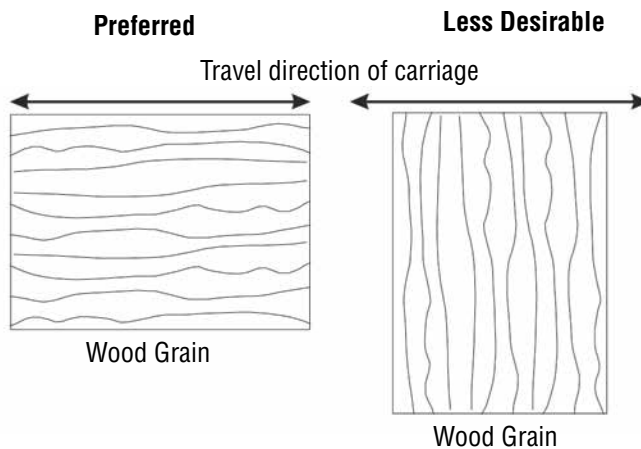 Preferred
Less Desirable
Travel direction of carriage
Wood Grain
Wood Grain